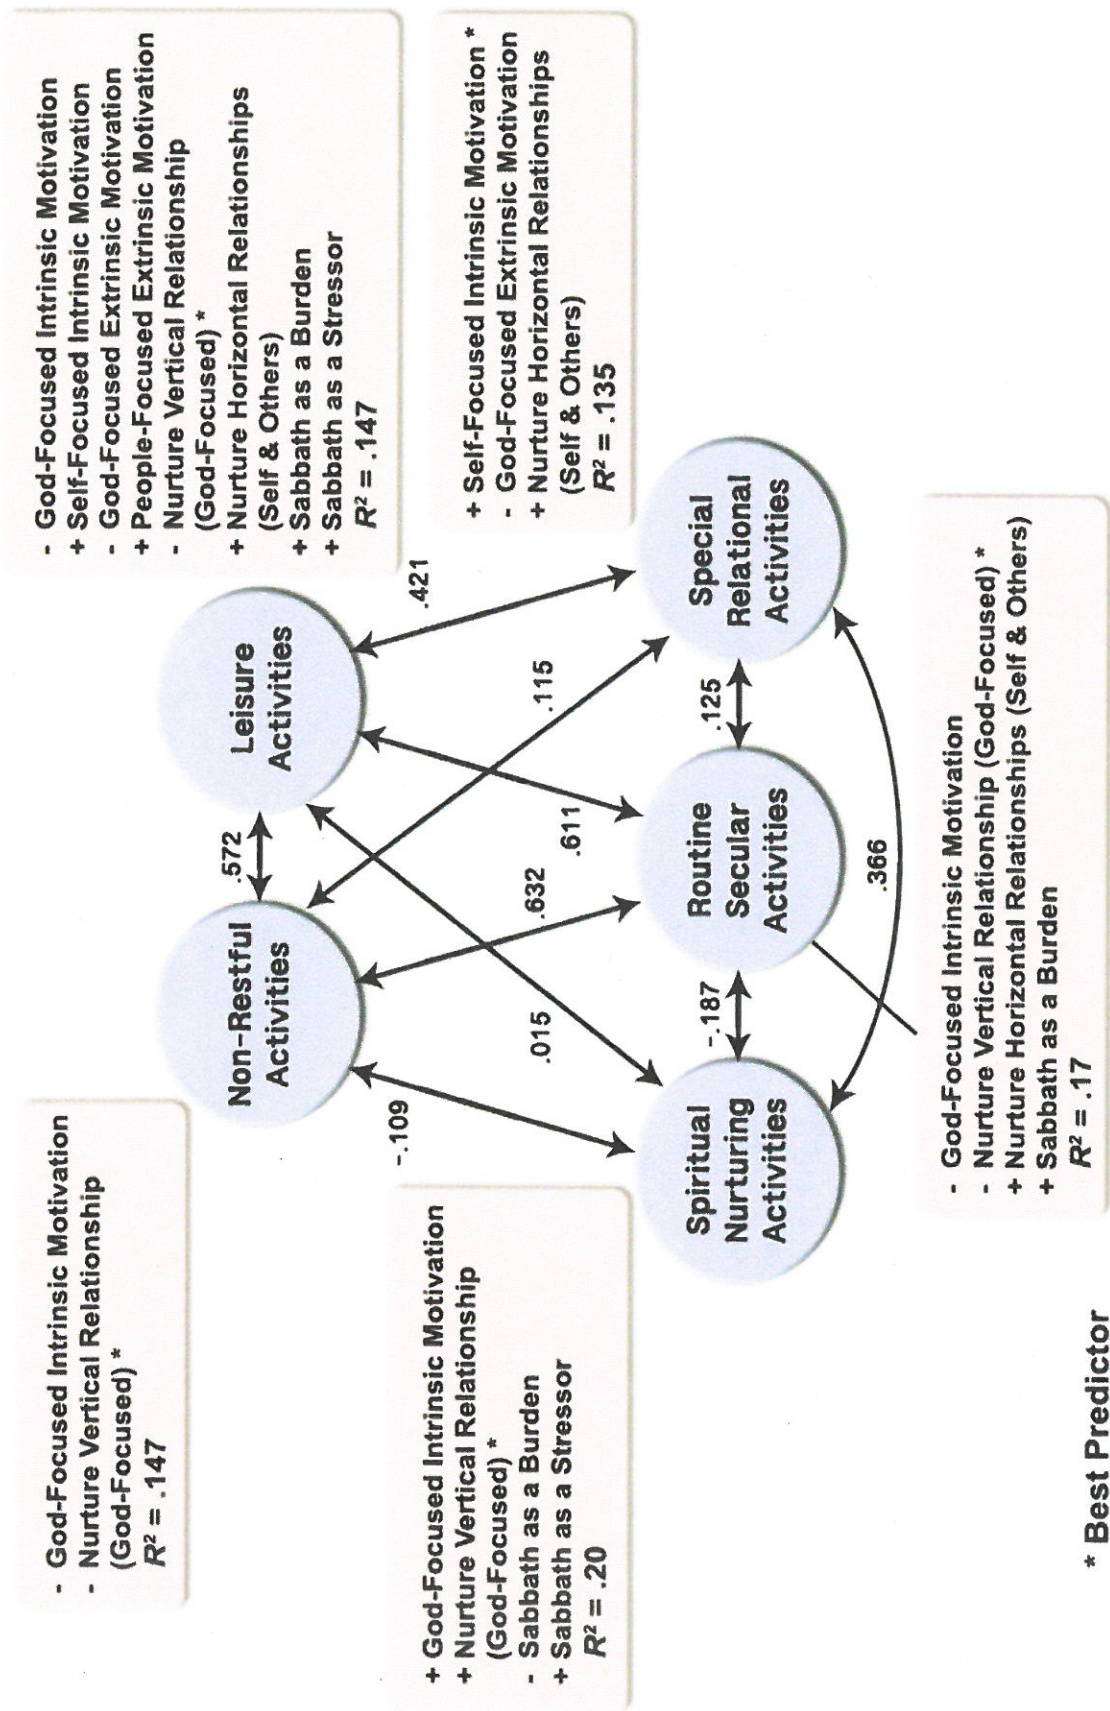 - God-Focused Intrinsic Motivation
- Nurture Vertical Relationship
(God-Focused) *
R² = .147
- God-Focused Intrinsic Motivation
+ Self-Focused Intrinsic Motivation
- God-Focused Extrinsic Motivation
+ People-Focused Extrinsic Motivation
- Nurture Vertical Relationship
(God-Focused) *
+ Nurture Horizontal Relationships
(Self & Others)
+ Sabbath as a Burden
+ Sabbath as a Stressor
R² = .147
Non-Restful
Activities
.572
Leisure
Activities
+ God-Focused Intrinsic Motivation
+ Nurture Vertical Relationship
(God-Focused) *
- Sabbath as a Burden
+ Sabbath as a Stressor
R² = .20
-.109
.015
.632
.611
.115
.421
+ Self-Focused Intrinsic Motivation *
- God-Focused Extrinsic Motivation
+ Nurture Horizontal Relationships
(Self & Others)
R² = .135
Spiritual
Nurturing
Activities
-.187
Routine
Secular
Activities
.125
Special
Relational
Activities
.366
- God-Focused Intrinsic Motivation
- Nurture Vertical Relationship (God-Focused) *
+ Nurture Horizontal Relationships (Self & Others)
+ Sabbath as a Burden
R² = .17
* Best Predictor